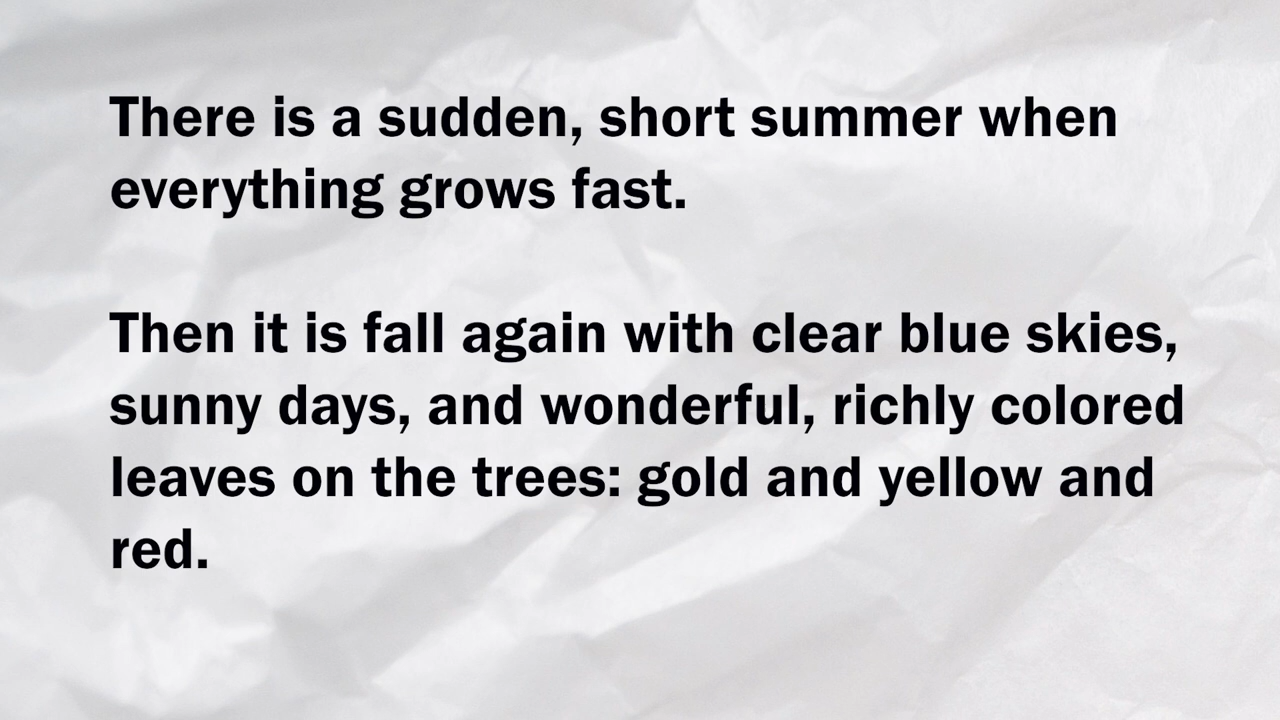 There is a sudden, short summer when
everything grows fast.
Then it is fall again with clear blue skies,
sunny days, and wonderful, richly colored
leaves on the trees: gold and yellow and
red.